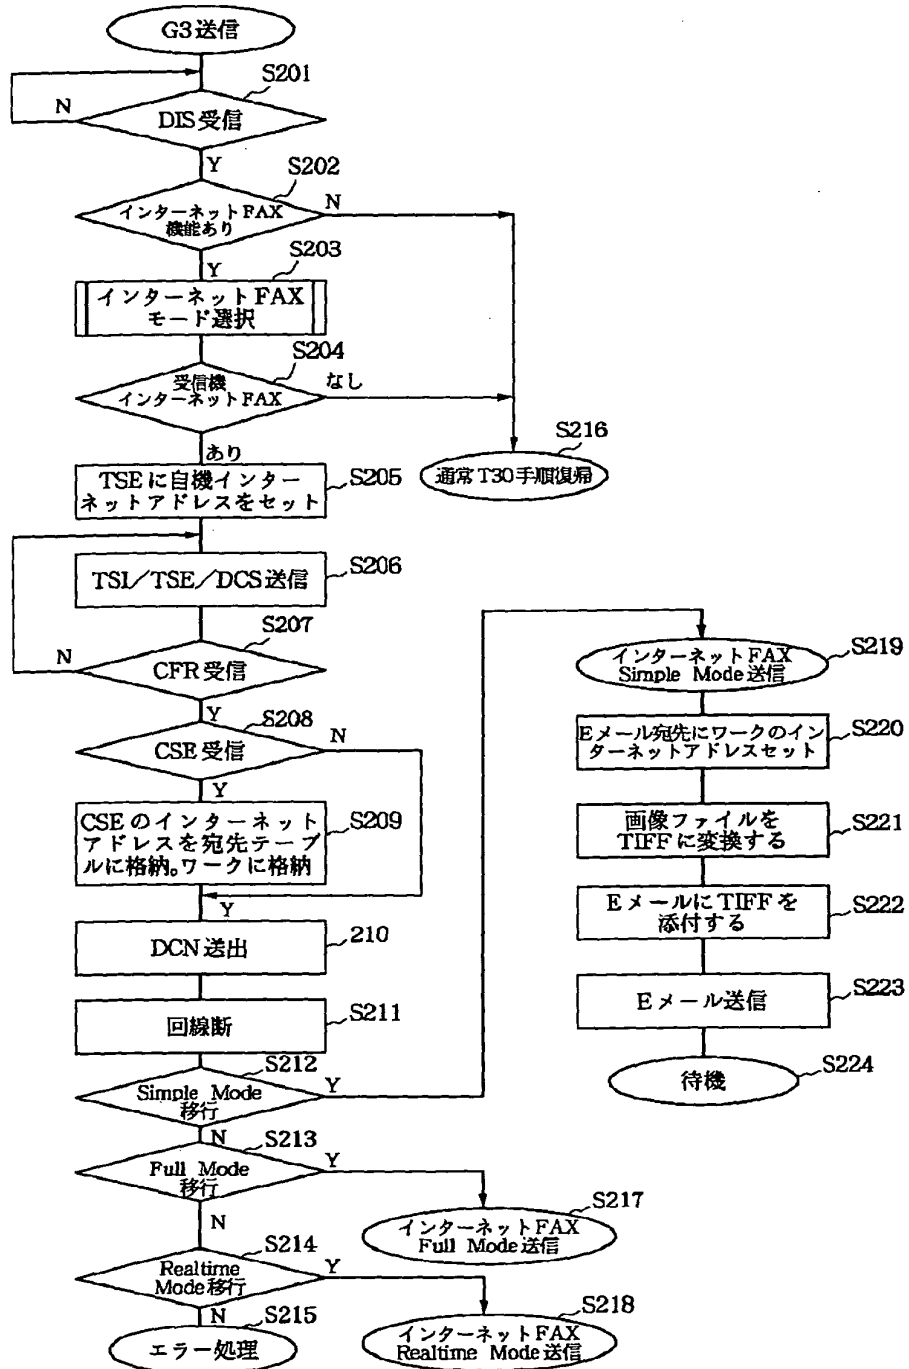 G3送信
S201
N
DIS受信
Y
S202
インターネットFAX
機能あり
N
Y
S203
インターネットFAX
モード選択
S204
受信機
インターネットFAX
なし
あり
S216
通常T30手順復帰
TSEに自機インター
ネットアドレスをセット
S205
TSI/TSE/DCS送信
S206
S207
N
CFR受信
Y
S208
CSE受信
N
Y
CSEのインターネット
アドレスを宛先テーブ
ルに格納。ワークに格納
S209
Y
DCN送出
210
回線断
S211
S212
Simple Mode
移行
Y
N
S213
Full Mode
移行
Y
S217
インターネットFAX
Full Mode送信
N
S214
Realtime
Mode移行
Y
S218
インターネットFAX
Realtime Mode送信
N
S215
エラー処理
インターネットFAX
Simple Mode送信
S219
Eメール宛先にワークのイン
ターネットアドレスセット
S220
画像ファイルを
TIFFに変換する
S221
EメールにTIFFを
添付する
S222
Eメール送信
S223
待機
S224